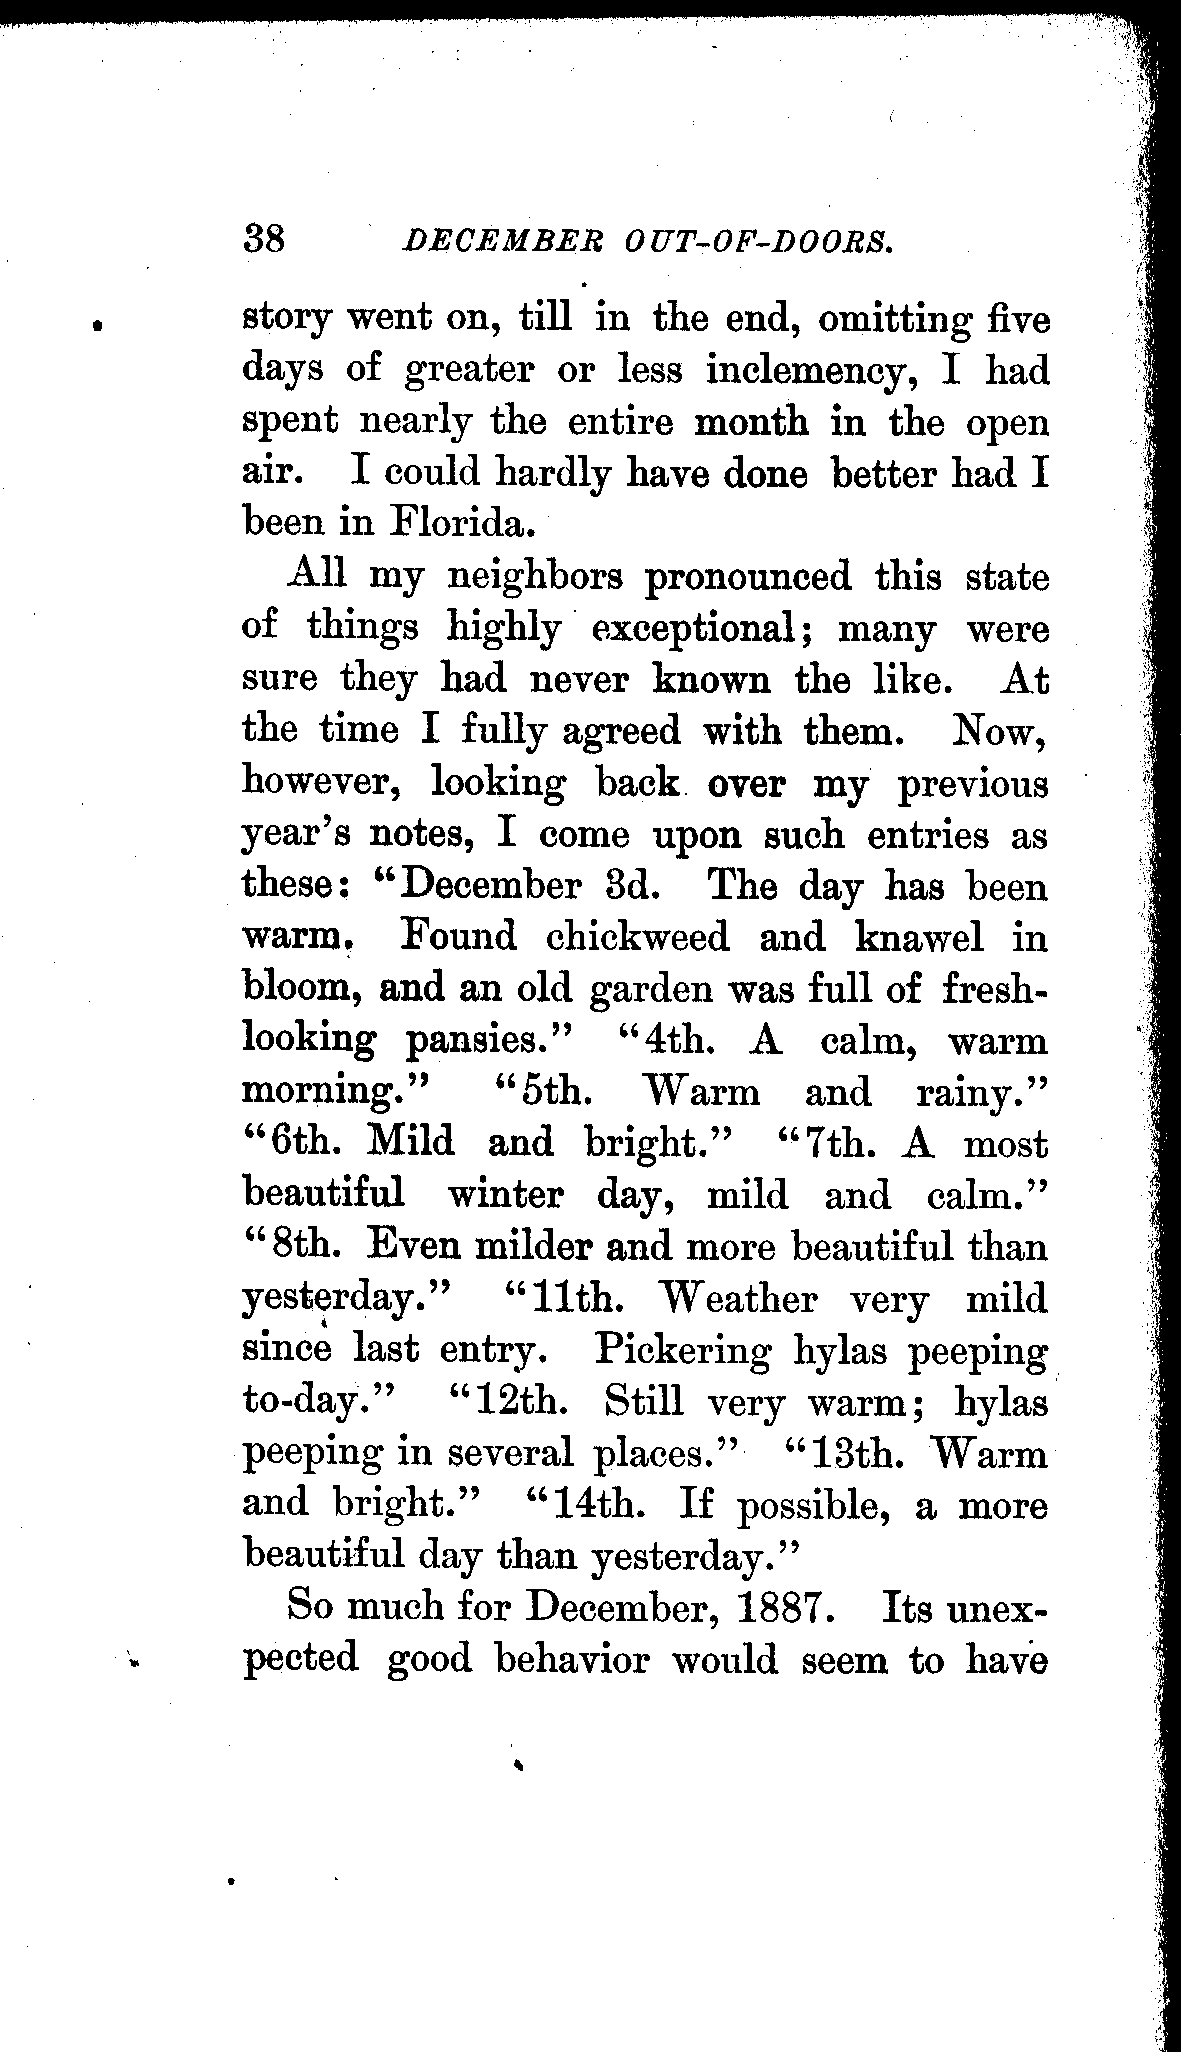 38 DECEMBER OUT-OF-DOORS.
story went on, till in the end, omitting five
days of greater or less inclemency, I had
spent nearly the entire month in the open
air. I could hardly have done better had I
been in Florida.
All my neighbors pronounced this state
of things highly exceptional; many were
sure they had never known the like. At
the time I fully agreed with them. Now,
however, looking back over my previous
year's notes, I come upon such entries as
these: "December 3d. The day has been
warm. Found chickweed and knawel in
bloom, and an old garden was full of fresh-
looking pansies." "4th. A calm, warm
morning." "5th. Warm and rainy."
"6th. Mild and bright." "7th. A most
beautiful winter day, mild and calm."
"8th. Even milder and more beautiful than
yesterday." "11th. Weather very mild
since last entry. Pickering hylas peeping
to-day." "12th. Still very warm; hylas
peeping in several places." "13th. Warm
and bright." "14th. If possible, a more
beautiful day than yesterday."
So much for December, 1887. Its unex-
pected good behavior would seem to have